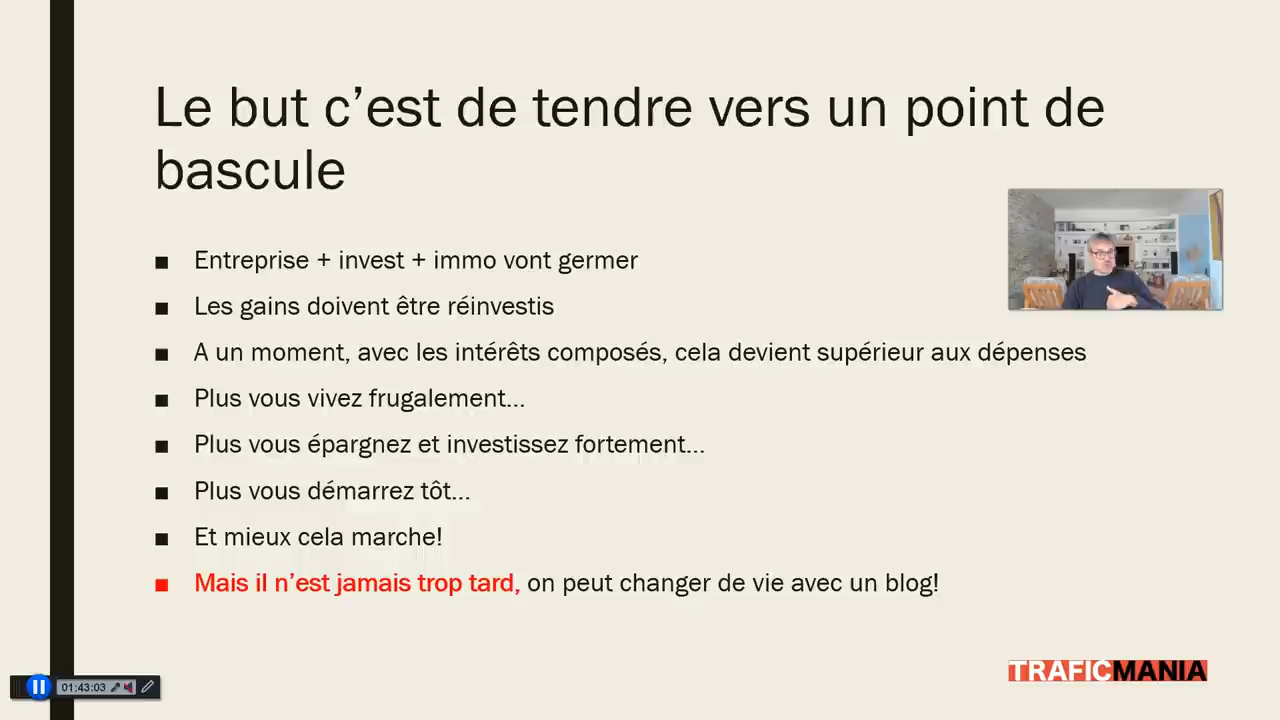 Le but c’est de tendre vers un point de
bascule
Entreprise + invest + immo vont germer
Les gains doivent être réinvestis
A un moment, avec les intérêts composés, cela devient supérieur aux dépenses
Plus vous vivez frugalement...
Plus vous épargnez et investissez fortement...
Plus vous démarrez tôt...
Et mieux cela marche!
Mais il n’est jamais trop tard, on peut changer de vie avec un blog!
TRAFICMANIA
01:43:03